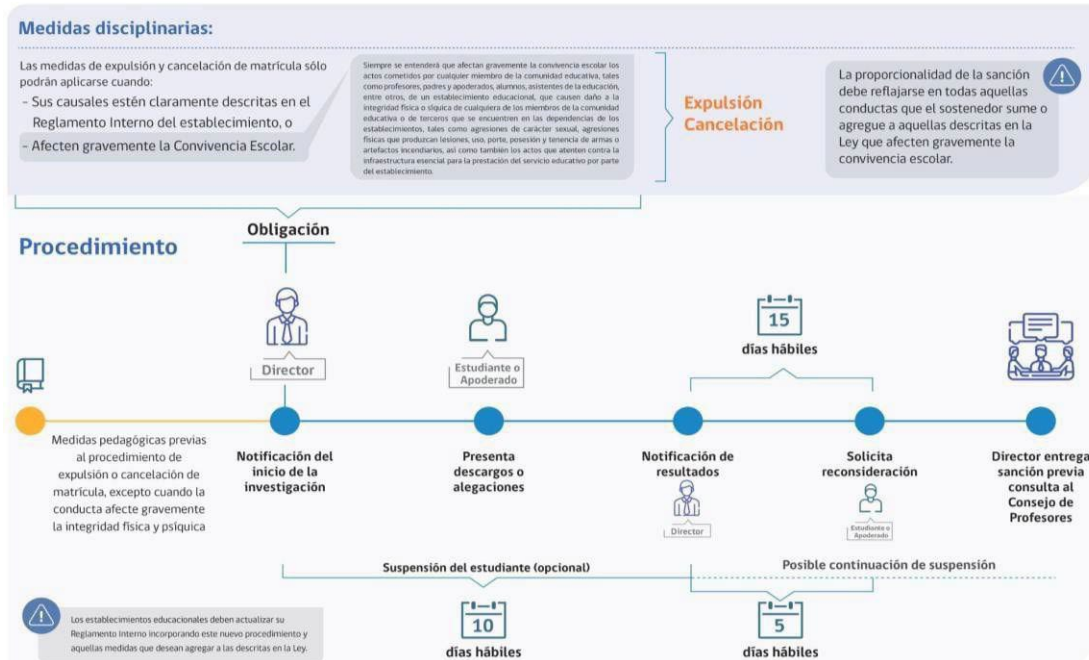 Medidas disciplinarias:
Las medidas de expulsión y cancelación de matrícula sólo
podrán aplicarse cuando:
- Sus causales estén claramente descritas en el
Reglamento Interno del establecimiento, o
- Afecten gravemente la Convivencia Escolar.
Siempre se entenderá que afectan gravemente la convivencia escolar los
actos cometidos por cualquier miembro de la comunidad educativa, tales
como profesores, padres y apoderados, alumnos, asistentes de la educación,
entre otros, de un establecimiento educacional, que causen daño a la
integridad física o síquica de cualquiera de los miembros de la comunidad
educativa o de terceros que se encuentren en las dependencias de los
establecimientos, tales como agresiones de carácter sexual, agresiones
físicas que produzcan lesiones, uso, porte, posesión y tenencia de armas o
artefactos incendiarios, así como también los actos que atenten contra la
infraestructura esencial para la prestación del servicio educativo por parte
del establecimiento.
Expulsión
Cancelación
La proporcionalidad de la sanción
debe reflajarse en todas aquellas
conductas que el sostenedor sume o
agregue a aquellas descritas en la
Ley que afecten gravemente la
convivencia escolar.
Procedimiento
Obligación
Director
Estudiante o
Apoderado
15
días hábiles
Medidas pedagógicas previas
al procedimiento de
expulsión o cancelación de
matrícula, excepto cuando la
conducta afecte gravemente
la integridad física y psíquica
Notificación del
inicio de la
investigación
Presenta
descargos o
alegaciones
Notificación de
resultados
Director
Solicita
reconsideración
Estudiante o
Apoderado
Director entrega
sanción previa
consulta al
Consejo de
Profesores
Suspensión del estudiante (opcional)
Posible continuación de suspensión
10
días hábiles
5
días hábiles
Los establecimientos educacionales deben actualizar su
Reglamento Interno incorporando este nuevo procedimiento y
aquellas medidas que desean agregar a las descritas en la Ley.